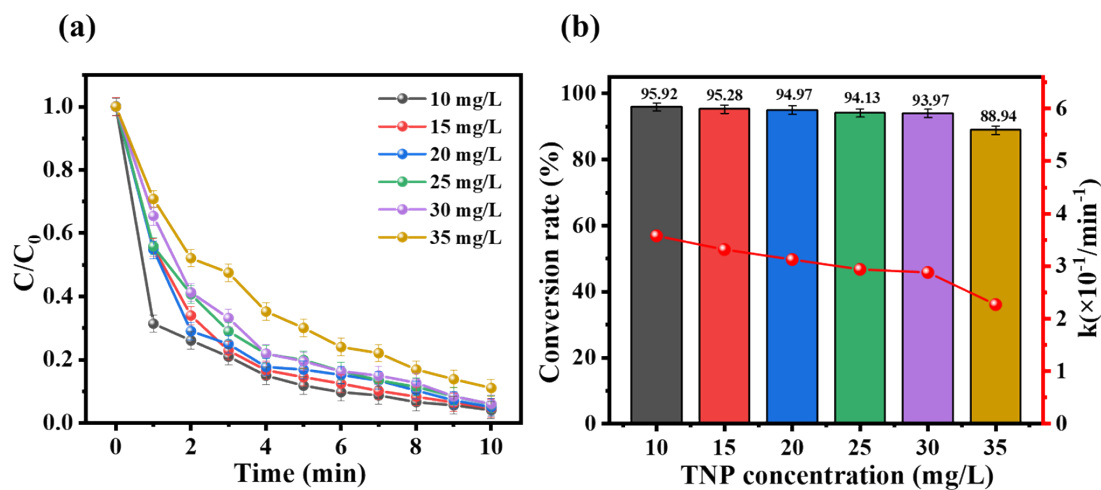 (a)
(b)
C/C0
1.0
0.8
0.6
0.4
0.2
0.0
0 2 4 6 8 10
Time (min)
10 mg/L
15 mg/L
20 mg/L
25 mg/L
30 mg/L
35 mg/L
Conversion rate (%)
100
80
60
40
20
0
95.92 95.28 94.97 94.13 93.97 88.94
10 15 20 25 30 35
TNP concentration (mg/L)
6
5
4
3
2
1
0
k(×10⁻¹/min⁻¹)